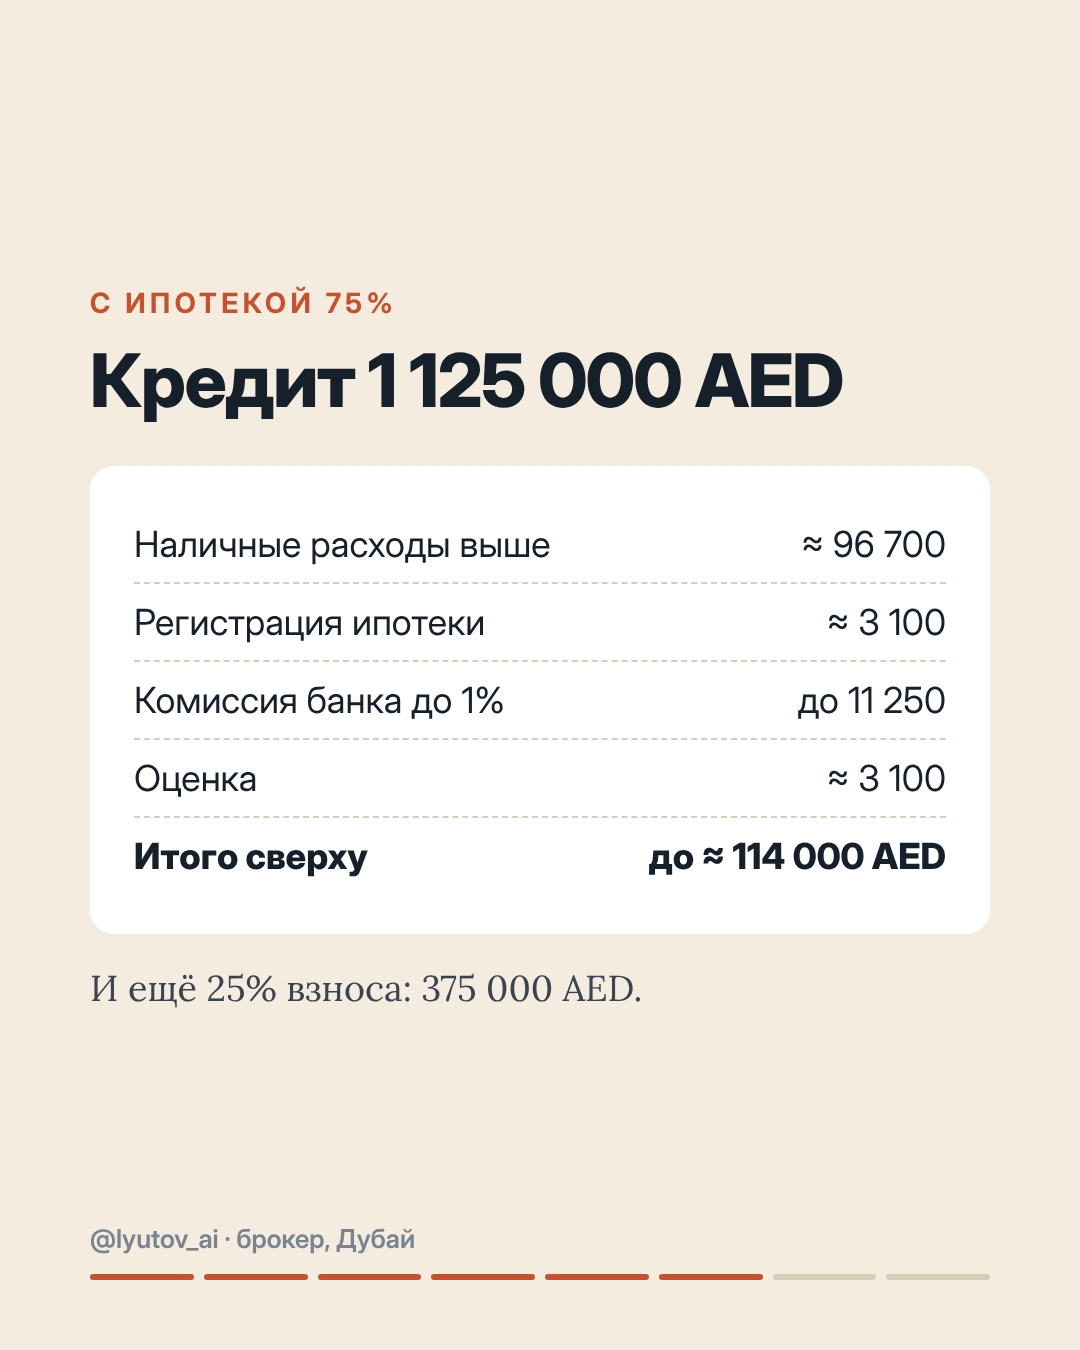 С ИПОТЕКОЙ 75%
Кредит 1 125 000 AED
Наличные расходы выше ≈ 96 700
Регистрация ипотеки ≈ 3 100
Комиссия банка до 1% до 11 250
Оценка ≈ 3 100
Итого сверху до ≈ 114 000 AED
И ещё 25% взноса: 375 000 AED.
@lyutov_ai · брокер, Дубай